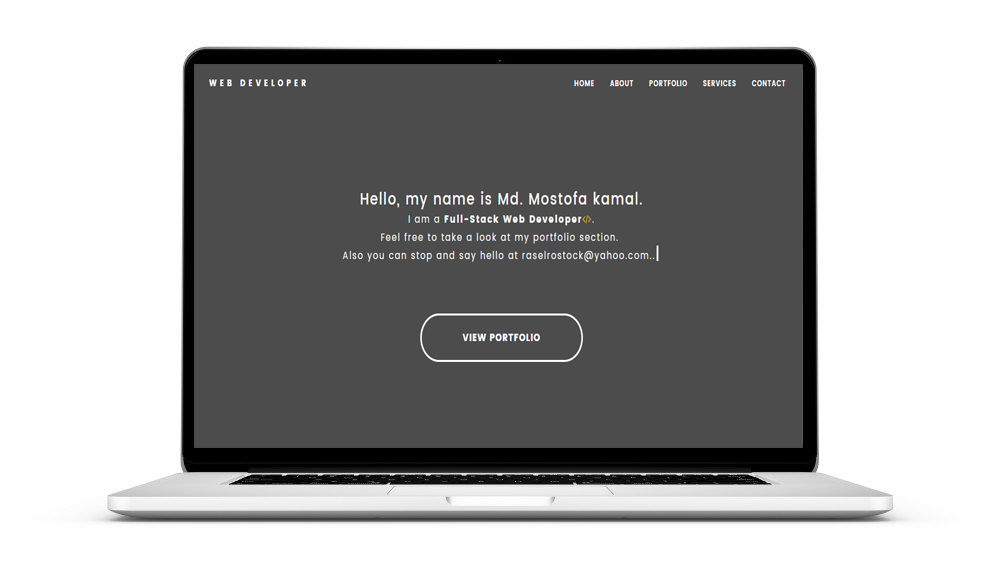 WEB DEVELOPER
HOME ABOUT PORTFOLIO SERVICES CONTACT
Hello, my name is Md. Mostofa kamal.
I am a Full-Stack Web Developer</>.
Feel free to take a look at my portfolio section.
Also you can stop and say hello at raselrostock@yahoo.com..
VIEW PORTFOLIO